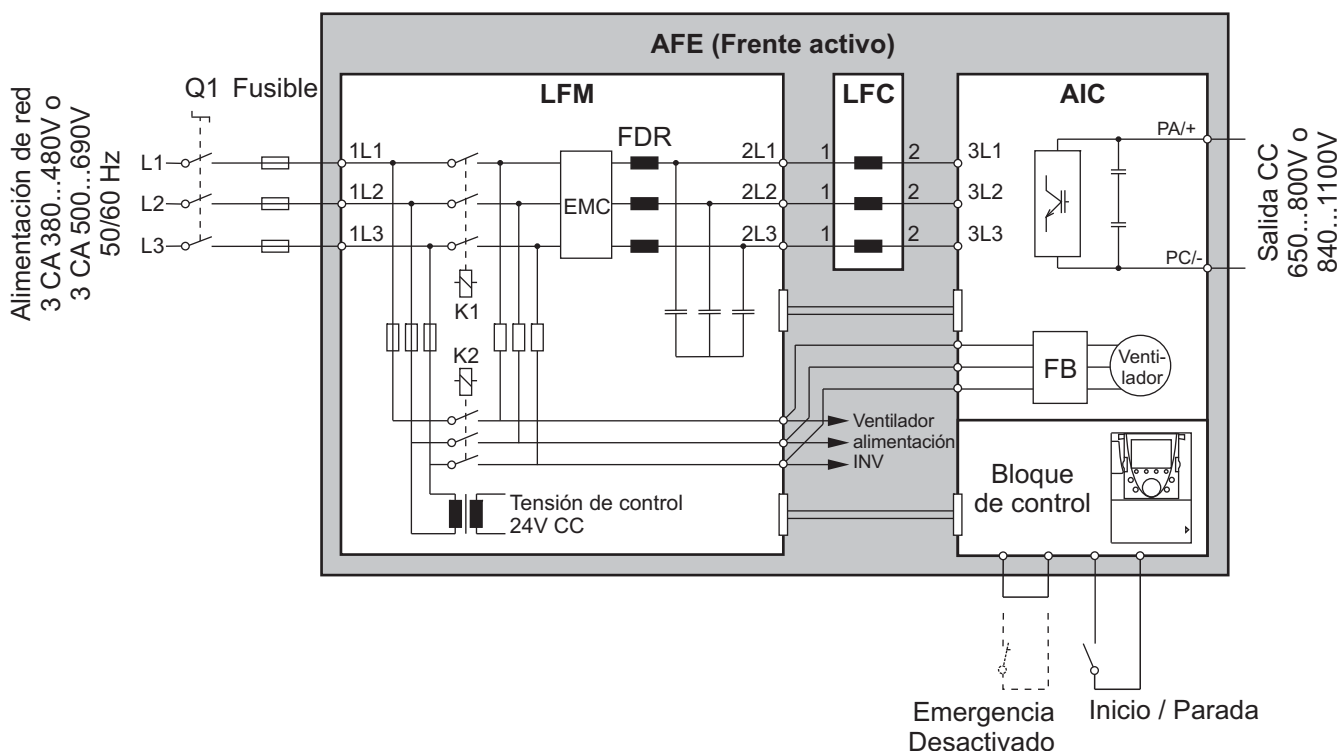 AFE (Frente activo)
Alimentación de red
3 CA 380...480V o
3 CA 500...690V
50/60 Hz
Q1 Fusible
L1
L2
L3
LFM
1L1
1L2
1L3
K1
K2
EMC
FDR
2L1
2L2
2L3
Tensión de control
24V CC
LFC
1 2
1 2
1 2
Ventilador
alimentación
INV
AIC
3L1
3L2
3L3
PA/+
PC/-
FB
Venti-
lador
Bloque
de control
Salida CC
650...800V o
840...1100V
Emergencia
Desactivado
Inicio / Parada